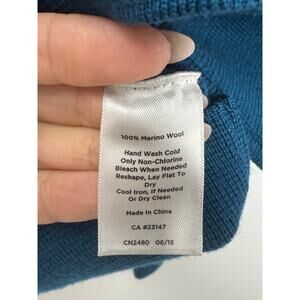 100% Merino Wool
Hand Wash Cold
Only Non-Chlorine
Bleach When Needed
Reshape, Lay Flat To
Dry
Cool Iron, If Needed
Or Dry Clean
Made In China
CA #23147
CN2480 06/15